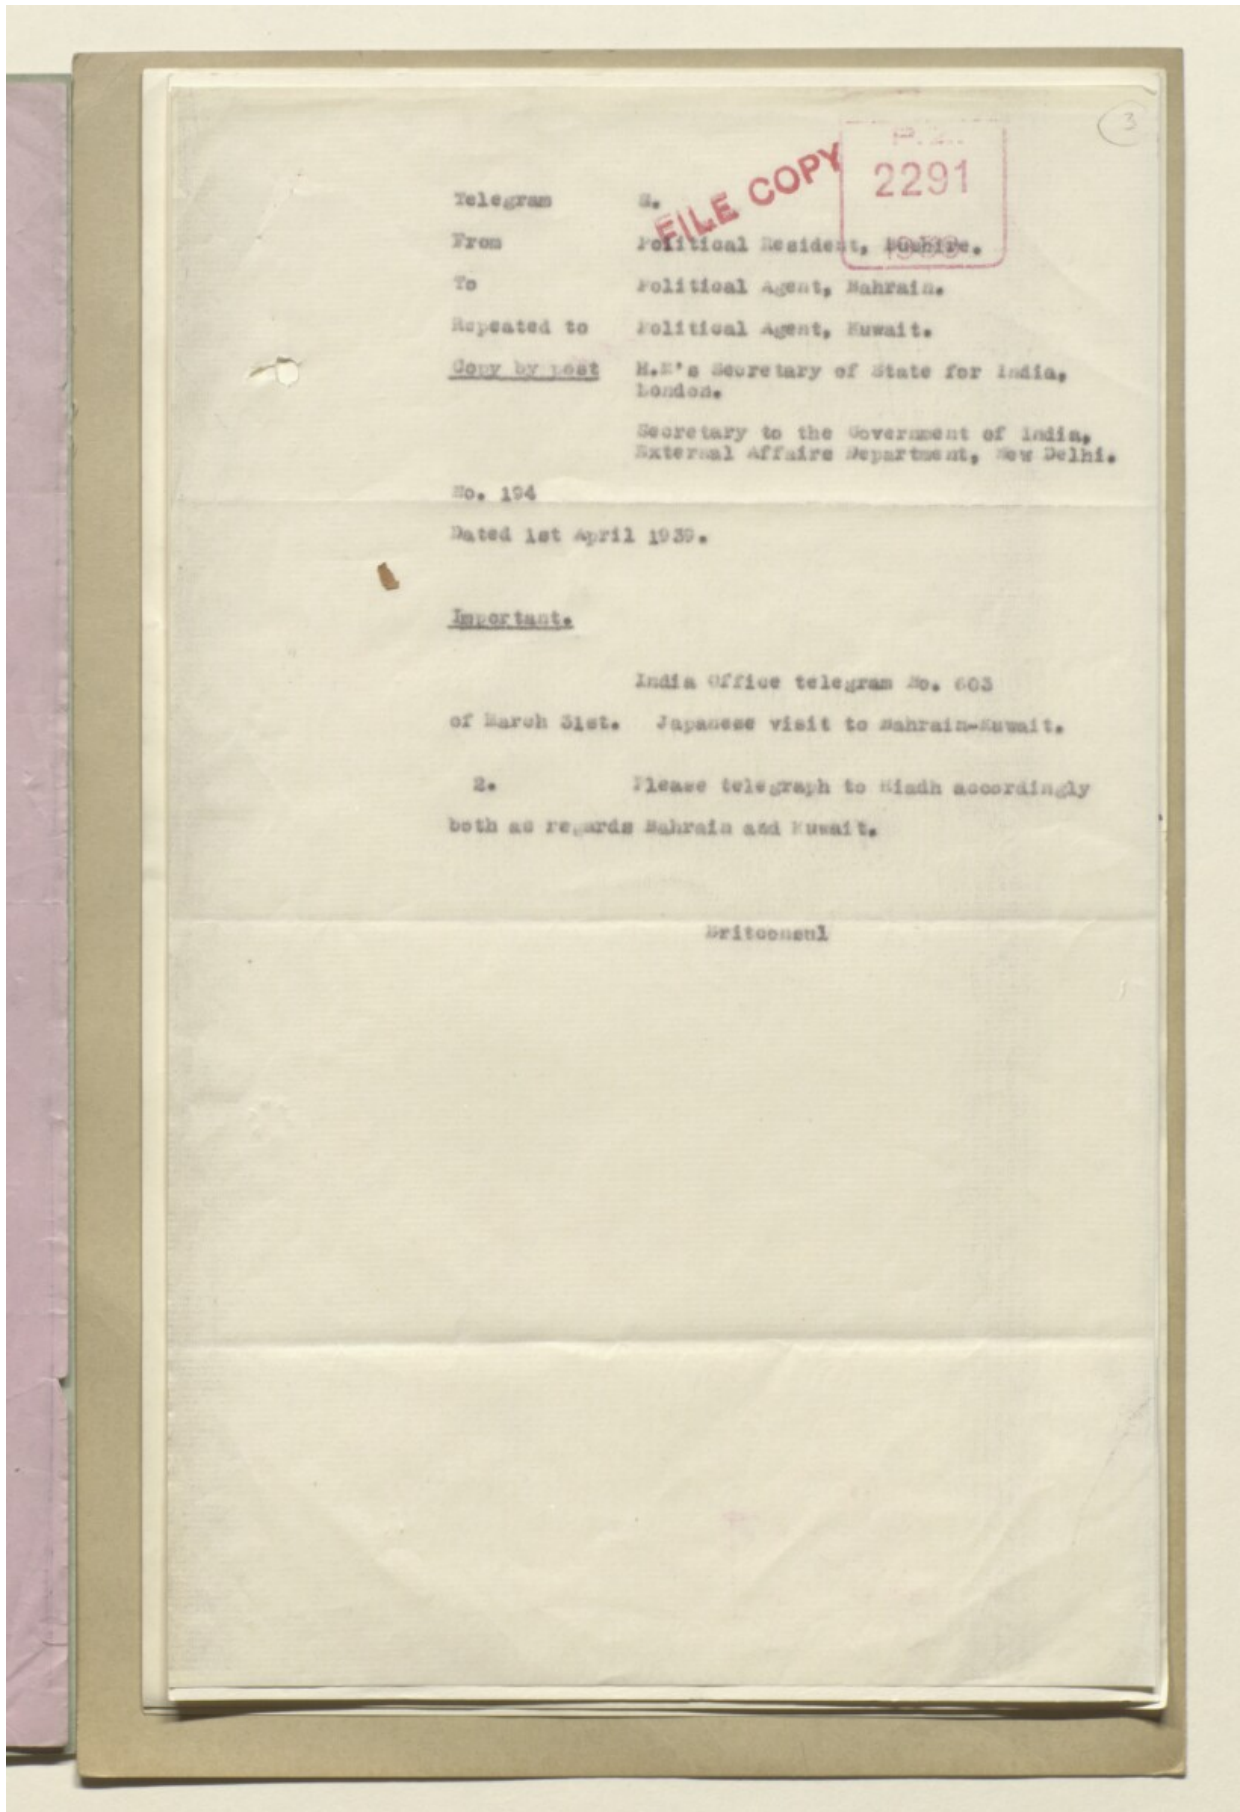 3
P.Z.
2291
1939
FILE COPY
Telegram
From Political Resident, Bushire.
To Political Agent, Bahrain.
Repeated to Political Agent, Kuwait.
Copy by post H.M's Secretary of State for India,
London.
Secretary to the Government of India,
External Affairs Department, New Delhi.
No. 194
Dated 1st April 1939.
Important.
India Office telegram No. 603
of March 31st. Japanese visit to Bahrain-Kuwait.
2. Please telegraph to Riadh accordingly
both as regards Bahrain and Kuwait.
Britconsul